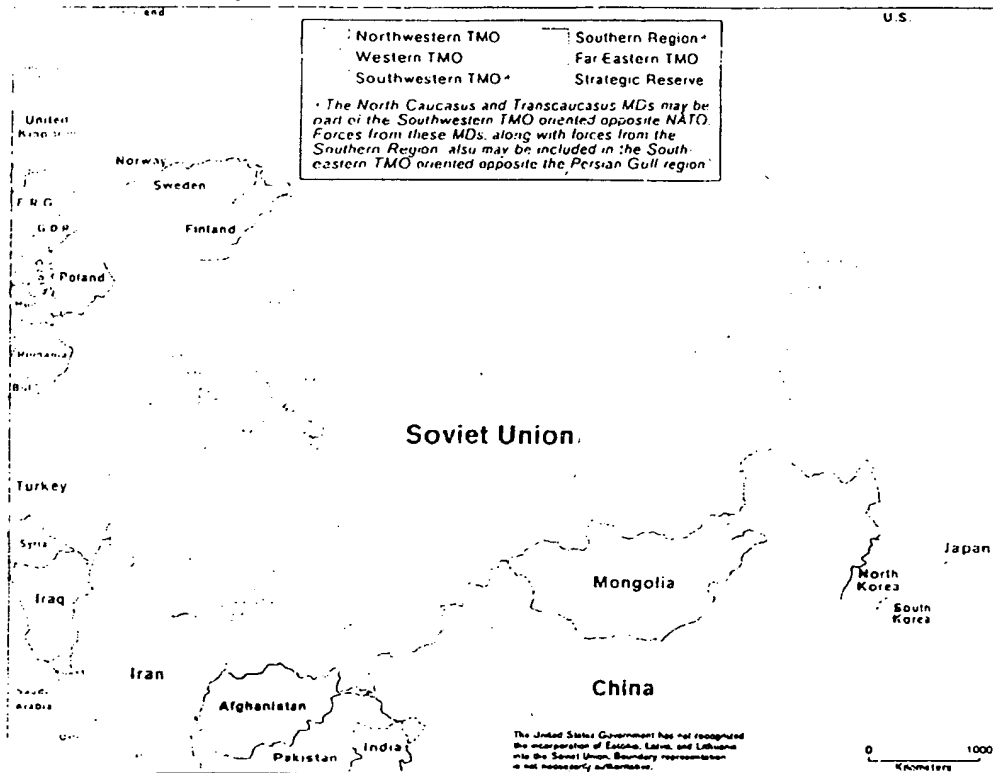 U.S.
Northwestern TMO
Western TMO
Southwestern TMO*
Southern Region*
Far Eastern TMO
Strategic Reserve
* The North Caucasus and Transcaucasus MDs may be
part of the Southwestern TMO oriented opposite NATO.
Forces from these MDs, along with forces from the
Southern Region also may be included in the South-
eastern TMO oriented opposite the Persian Gulf region
United
Kingdom
Norway
Sweden
F.R.G.
G.D.R.
Finland
Poland
Romania
Soviet Union
Turkey
Syria
Japan
Mongolia
North
Korea
Iraq
South
Korea
Iran
China
Saudi
Arabia
Afghanistan
Pakistan
India
The United States Government has not recognized
the incorporation of Estonia, Latvia, and Lithuania
into the Soviet Union. Boundary representation
is not necessarily authoritative.
0 1000
Kilometers